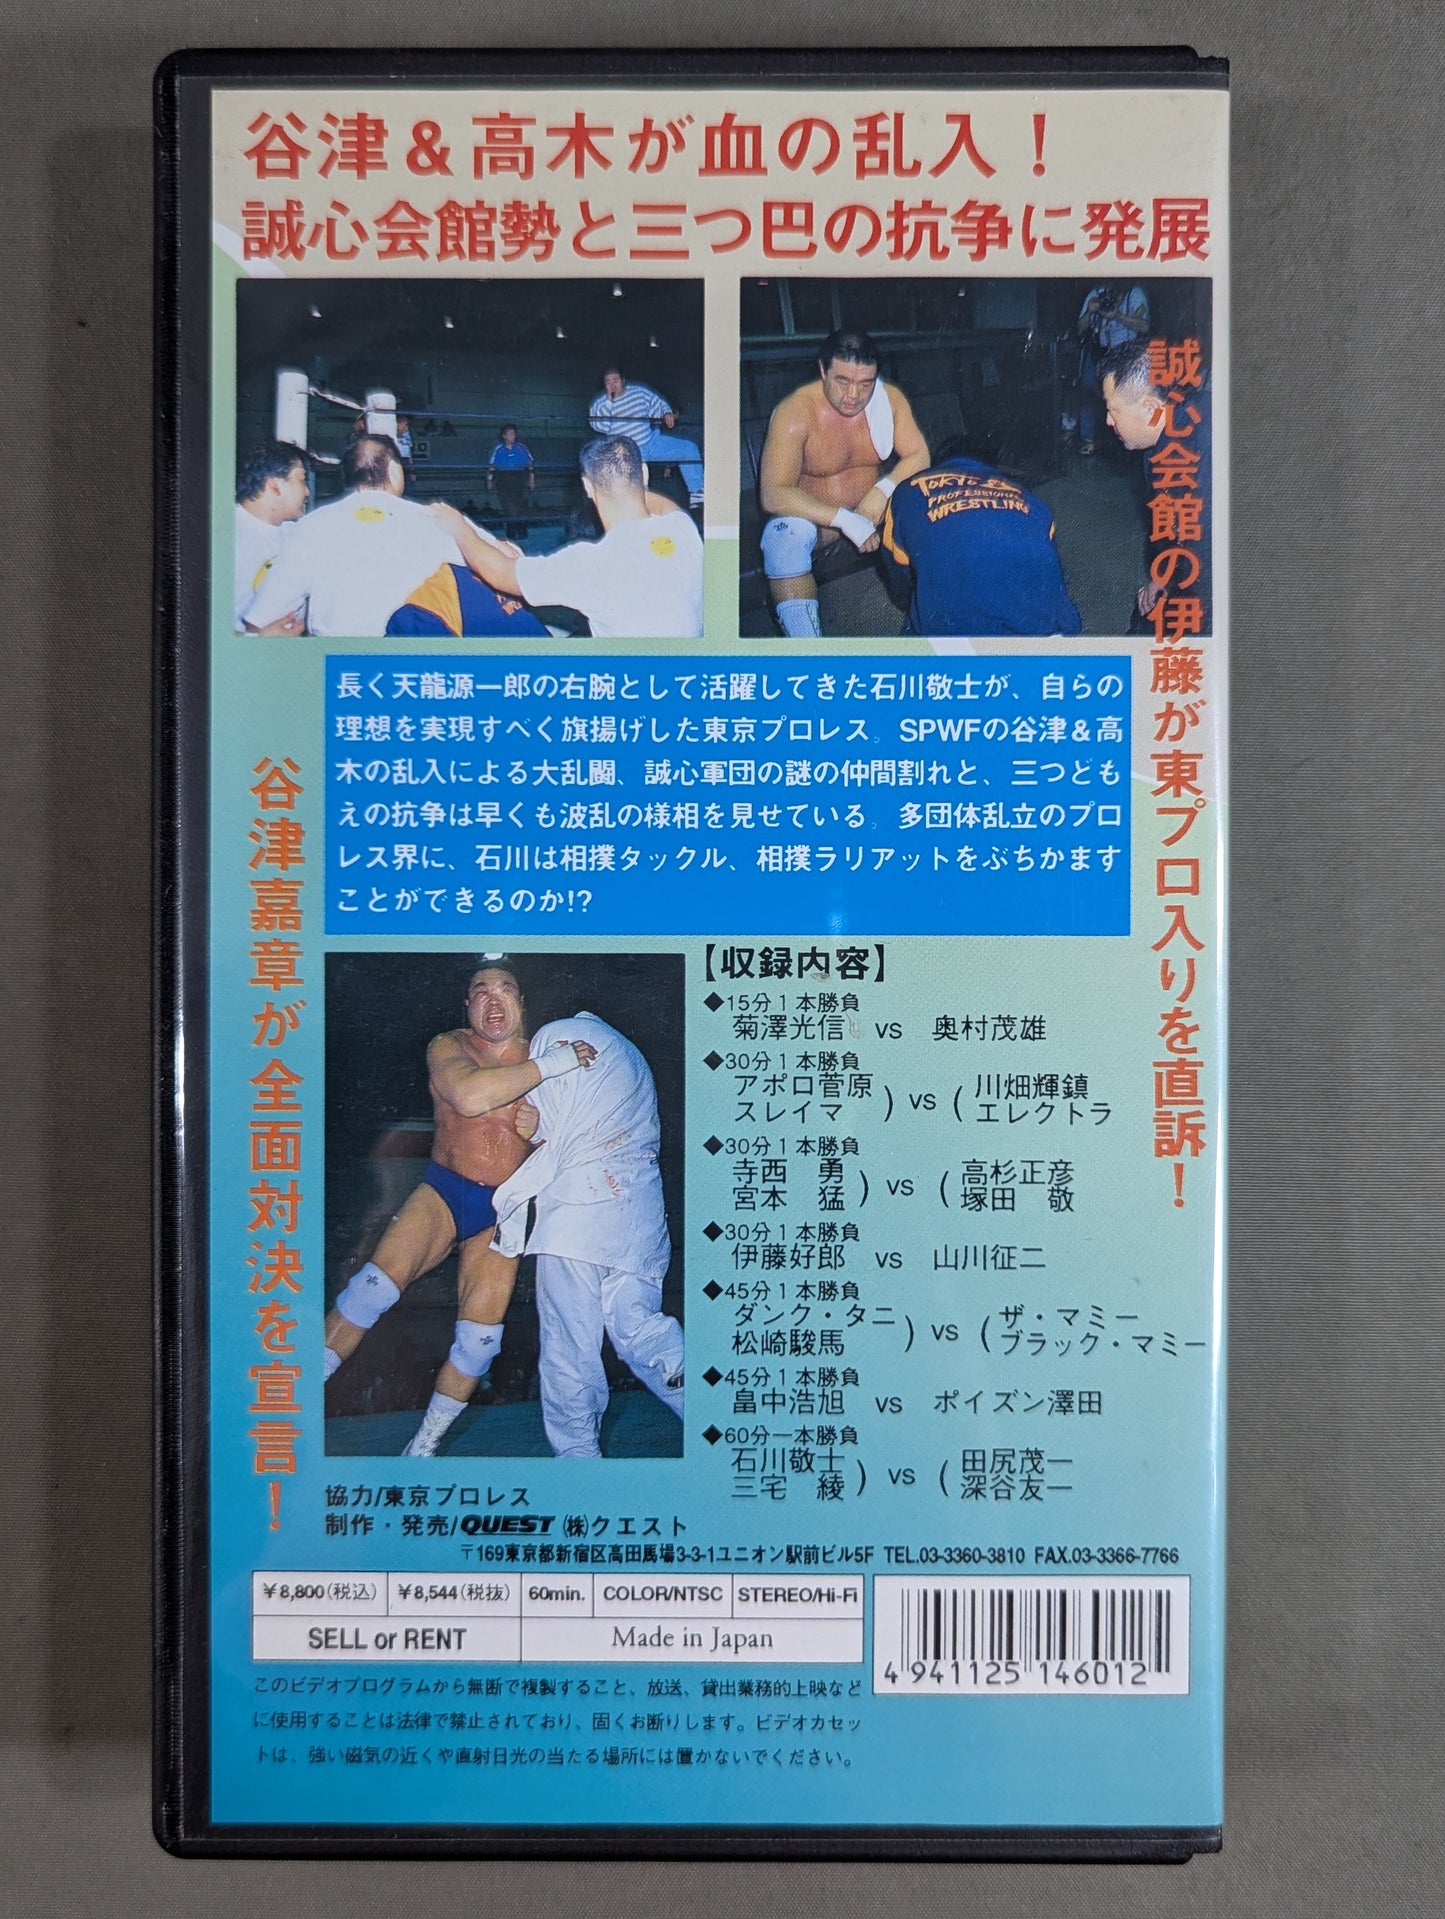 谷津＆高木が血の乱入！
誠心会館勢と三つ巴の抗争に発展
TOKYO
PROFESSIONAL
WRESTLING
誠心会館の伊藤が東プロ入りを直訴！
長く天龍源一郎の右腕として活躍してきた石川敬士が、自らの
理想を実現すべく旗揚げした東京プロレス。SPWFの谷津＆高
木の乱入による大乱闘、誠心軍団の謎の仲間割れと、三つども
えの抗争は早くも波乱の様相を見せている。多団体乱立のプロ
レス界に、石川は相撲タックル、相撲ラリアットをぶちかます
ことができるのか!?
谷津嘉章が全面対決を宣言！
【収録内容】
◆15分１本勝負
菊澤光信 vs 奥村茂雄
◆30分１本勝負
アポロ菅原
スレイマ ) vs ( 川畑輝鎮
エレクトラ
◆30分１本勝負
寺西　勇
宮本　猛 ) vs ( 高杉正彦
塚田　敬
◆30分１本勝負
伊藤好郎 vs 山川征二
◆45分１本勝負
ダンク・タニ
松崎駿馬 ) vs ( ザ・マミー
ブラック・マミー
◆45分１本勝負
畠中浩旭 vs ポイズン澤田
◆60分一本勝負
石川敬士
三宅　綾 ) vs ( 田尻茂一
深谷友一
協力/東京プロレス
制作・発売/QUEST ㈱クエスト
〒169東京都新宿区高田馬場3-3-1ユニオン駅前ビル5F TEL.03-3360-3810 FAX.03-3366-7766
￥8,800(税込) ￥8,544(税抜) 60min. COLOR/NTSC STEREO/Hi-Fi
SELL or RENT Made in Japan
4 941125 146012
このビデオプログラムから無断で複製すること、放送、貸出業務的上映など
に使用することは法律で禁止されており、固くお断りします。ビデオカセッ
トは、強い磁気の近くや直射日光の当たる場所には置かないでください。